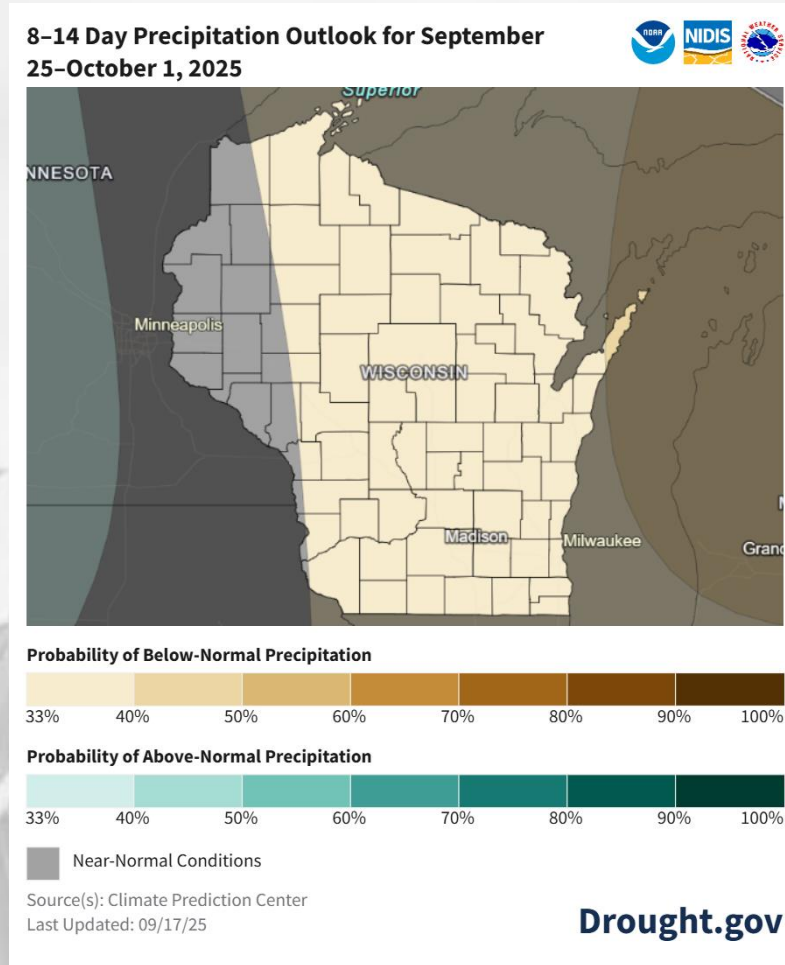 8–14 Day Precipitation Outlook for September
25–October 1, 2025
NOAA
NIDIS
Superior
NNESOTA
Minneapolis
WISCONSIN
Madison
Milwaukee
Grand
Probability of Below-Normal Precipitation
33% 40% 50% 60% 70% 80% 90% 100%
Probability of Above-Normal Precipitation
33% 40% 50% 60% 70% 80% 90% 100%
Near-Normal Conditions
Source(s): Climate Prediction Center
Last Updated: 09/17/25
Drought.gov